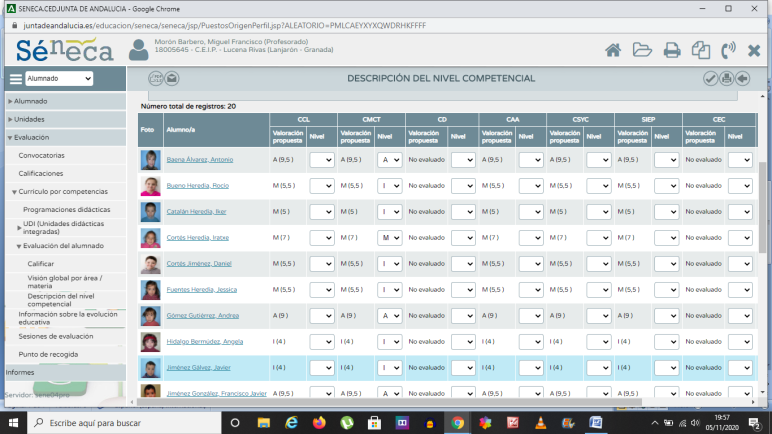 SENECA.CEDJUNTA DE ANDALUCIA - Google Chrome
juntadeandalucia.es/educacion/seneca/seneca/jsp/PuestosOrigenPerfil.jsp?ALEATORIO=PMLCAEYXYXQWDRHKFFFF
Séneca
Morón Barbero, Miguel Francisco (Profesorado)
18005645 - C.E.I.P. - Lucena Rivas (Lanjarón - Granada)
Alumnado
DESCRIPCIÓN DEL NIVEL COMPETENCIAL
Alumnado
Unidades
Evaluación
Convocatorias
Calificaciones
Currículo por competencias
Programaciones didácticas
UDI (Unidades didácticas integradas)
Evaluación del alumnado
Calificar
Visión global por área / materia
Descripción del nivel competencial
Información sobre la evolución educativa
Sesiones de evaluación
Punto de recogida
Informes
Servidor: sene04pro
Número total de registros: 20
Foto Alumno/a CCL CMCT CD CAA CSYC SIEP CEC
Valoración propuesta Nivel Valoración propuesta Nivel Valoración propuesta Nivel Valoración propuesta Nivel Valoración propuesta Nivel Valoración propuesta Nivel Valoración propuesta Nivel
Baena Álvarez, Antonio A (9,5 ) A (9,5 ) A No evaluado A (9,5 ) A (9,5 ) A (9,5 ) No evaluado
Bueno Heredia, Rocío M (5,5 ) M (5,5 ) I No evaluado M (5,5 ) M (5,5 ) M (5,5 ) No evaluado
Catalán Heredia, Iker M (5 ) M (5 ) I No evaluado M (5 ) M (5 ) M (5 ) No evaluado
Cortés Heredia, Iratxe M (7 ) M (7 ) M No evaluado M (7 ) M (7 ) M (7 ) No evaluado
Cortés Jiménez, Daniel M (5,5 ) M (5,5 ) I No evaluado M (5,5 ) M (5,5 ) M (5,5 ) No evaluado
Fuentes Heredia, Jessica M (5,5 ) M (5,5 ) I No evaluado M (5,5 ) M (5,5 ) M (5,5 ) No evaluado
Gómez Gutiérrez, Andrea A (9 ) A (9 ) A No evaluado A (9 ) A (9 ) A (9 ) No evaluado
Hidalgo Bermúdez, Angela I (4 ) I (4 ) I No evaluado I (4 ) I (4 ) I (4 ) No evaluado
Jiménez Gálvez, Javier I (4 ) I (4 ) I No evaluado I (4 ) I (4 ) I (4 ) No evaluado
Jiménez González, Francisco Javier A (9,5 ) A (9,5 ) A No evaluado A (9,5 ) A (9,5 ) A (9,5 ) No evaluado
Escribe aquí para buscar
19:57
05/11/2020